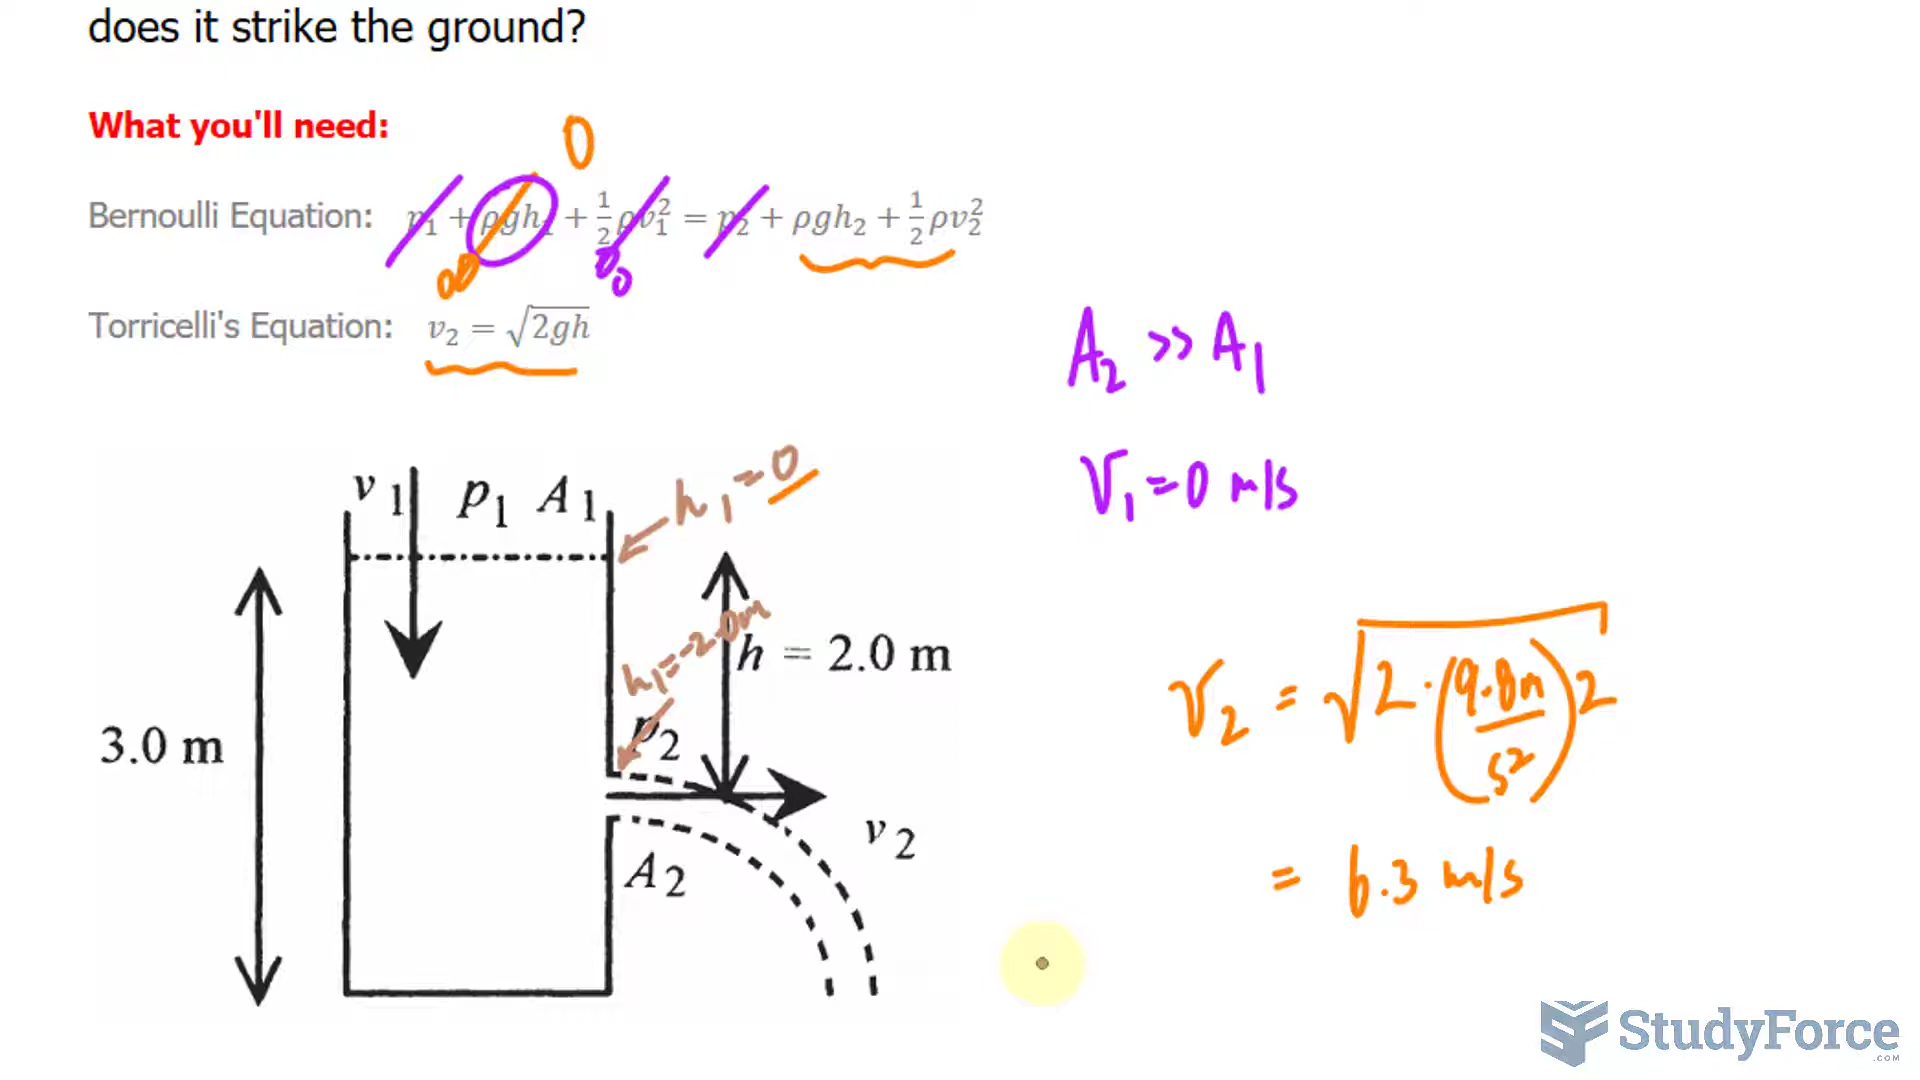 does it strike the ground?
What you'll need:
0
Bernoulli Equation: p₁ + ρgh₁ + ½ρv₁² = p₂ + ρgh₂ + ½ρv₂²
0
Torricelli's Equation: v₂ = √2gh
A₂ >> A₁
V₁ = 0 m/s
v₁ p₁ A₁
h₁ = 0
h₁ = -2.0m
h = 2.0 m
3.0 m
p₂
v₂
A₂
V₂ = √2·(9.8m/s²)2
= 6.3 m/s
StudyForce
.COM